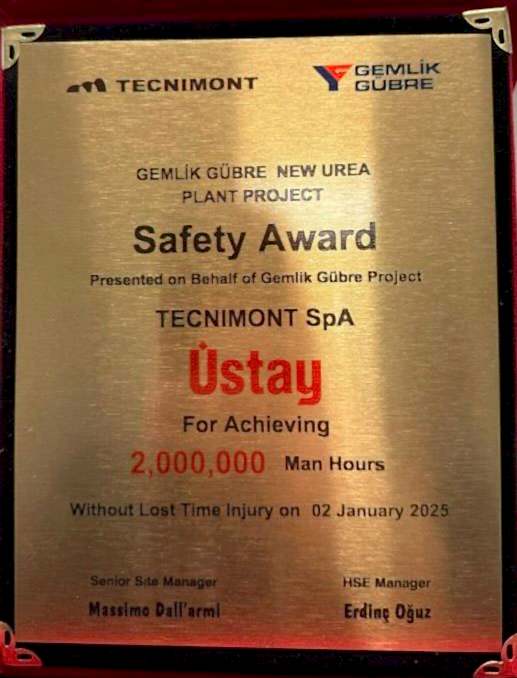 TECNIMONT
GEMLİK
GÜBRE
GEMLİK GÜBRE NEW UREA
PLANT PROJECT
Safety Award
Presented on Behalf of Gemlik Gübre Project
TECNIMONT SpA
Üstay
For Achieving
2,000,000 Man Hours
Without Lost Time Injury on 02 January 2025
Senior Site Manager HSE Manager
Massimo Dall'armi Erdinç Oğuz